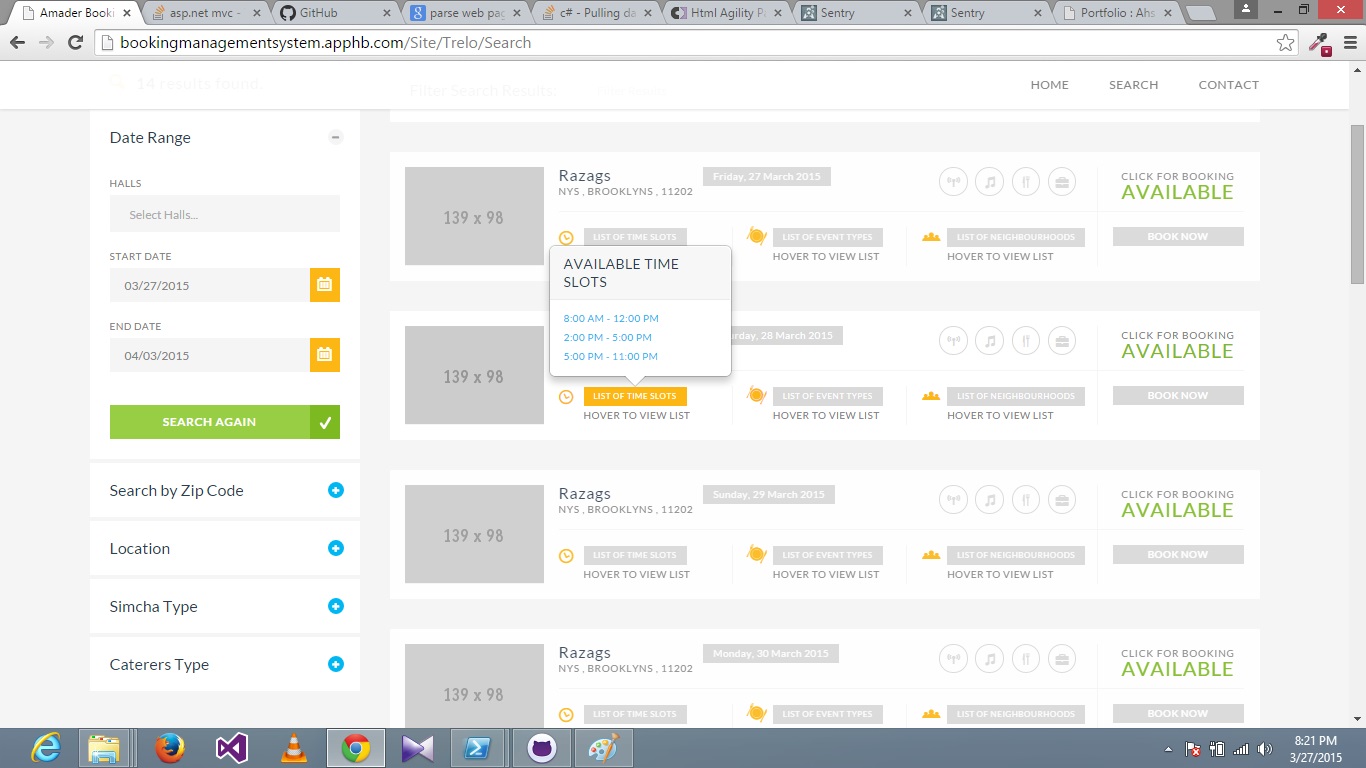 Amader Booki
asp.net mvc -
GitHub
parse web pag
c# - Pulling da
Html Agility Pa
Sentry
Sentry
Portfolio : Ahs
bookingmanagementsystem.apphb.com/Site/Trelo/Search
14 results found.
Filter Search Results:
HOME SEARCH CONTACT
Date Range
HALLS
Select Halls...
START DATE
03/27/2015
END DATE
04/03/2015
SEARCH AGAIN
Search by Zip Code
Location
Simcha Type
Caterers Type
139 x 98
Razags
Friday, 27 March 2015
NYS , BROOKLYNS , 11202
CLICK FOR BOOKING
AVAILABLE
LIST OF TIME SLOTS
LIST OF EVENT TYPES
HOVER TO VIEW LIST
LIST OF NEIGHBOURHOODS
HOVER TO VIEW LIST
BOOK NOW
AVAILABLE TIME
SLOTS
8:00 AM - 12:00 PM
2:00 PM - 5:00 PM
5:00 PM - 11:00 PM
139 x 98
urday, 28 March 2015
CLICK FOR BOOKING
AVAILABLE
LIST OF TIME SLOTS
HOVER TO VIEW LIST
LIST OF EVENT TYPES
HOVER TO VIEW LIST
LIST OF NEIGHBOURHOODS
HOVER TO VIEW LIST
BOOK NOW
139 x 98
Razags
Sunday, 29 March 2015
NYS , BROOKLYNS , 11202
CLICK FOR BOOKING
AVAILABLE
LIST OF TIME SLOTS
HOVER TO VIEW LIST
LIST OF EVENT TYPES
HOVER TO VIEW LIST
LIST OF NEIGHBOURHOODS
HOVER TO VIEW LIST
BOOK NOW
139 x 98
Razags
Monday, 30 March 2015
NYS , BROOKLYNS , 11202
CLICK FOR BOOKING
AVAILABLE
LIST OF TIME SLOTS
LIST OF EVENT TYPES
LIST OF NEIGHBOURHOODS
BOOK NOW
8:21 PM
3/27/2015